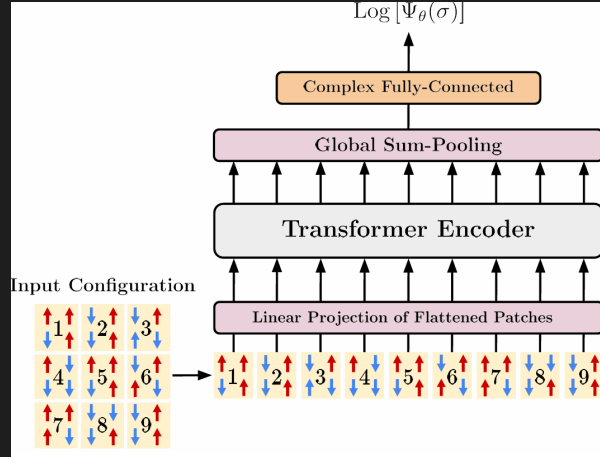 Log [Ψθ(σ)]
Complex Fully-Connected
Global Sum-Pooling
Transformer Encoder
Linear Projection of Flattened Patches
Input Configuration
1 2 3
4 5 6
7 8 9
1 2 3 4 5 6 7 8 9